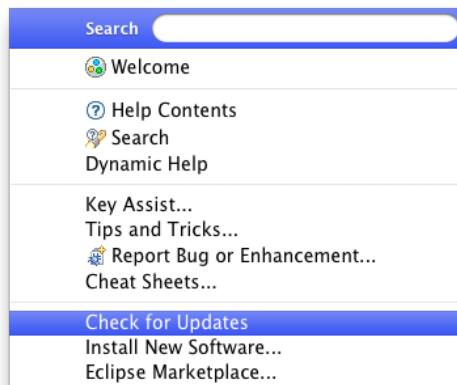 Search
Welcome
Help Contents
Search
Dynamic Help
Key Assist...
Tips and Tricks...
Report Bug or Enhancement...
Cheat Sheets...
Check for Updates
Install New Software...
Eclipse Marketplace...